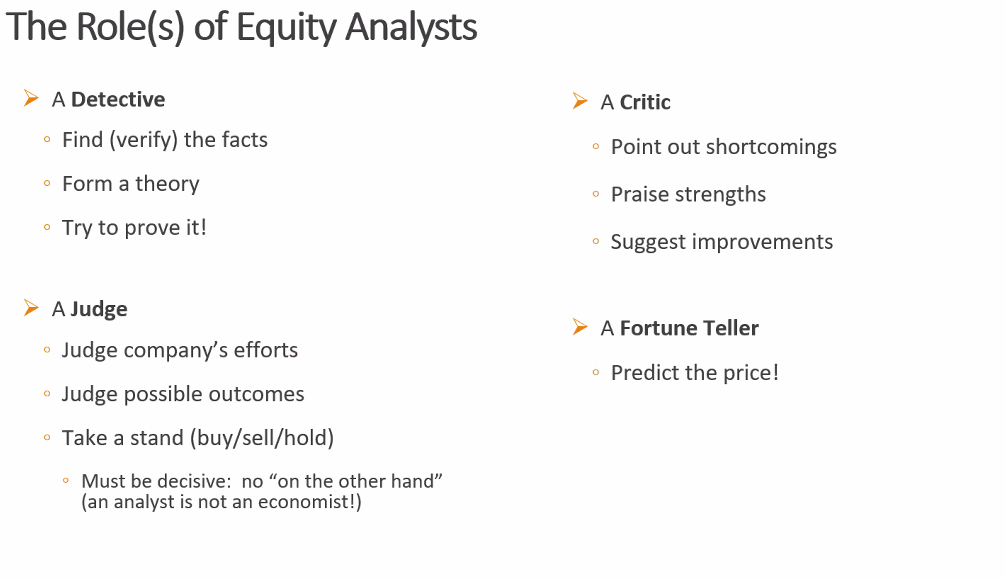 The Role(s) of Equity Analysts
A Detective
Find (verify) the facts
Form a theory
Try to prove it!
A Judge
Judge company’s efforts
Judge possible outcomes
Take a stand (buy/sell/hold)
Must be decisive: no “on the other hand”
(an analyst is not an economist!)
A Critic
Point out shortcomings
Praise strengths
Suggest improvements
A Fortune Teller
Predict the price!